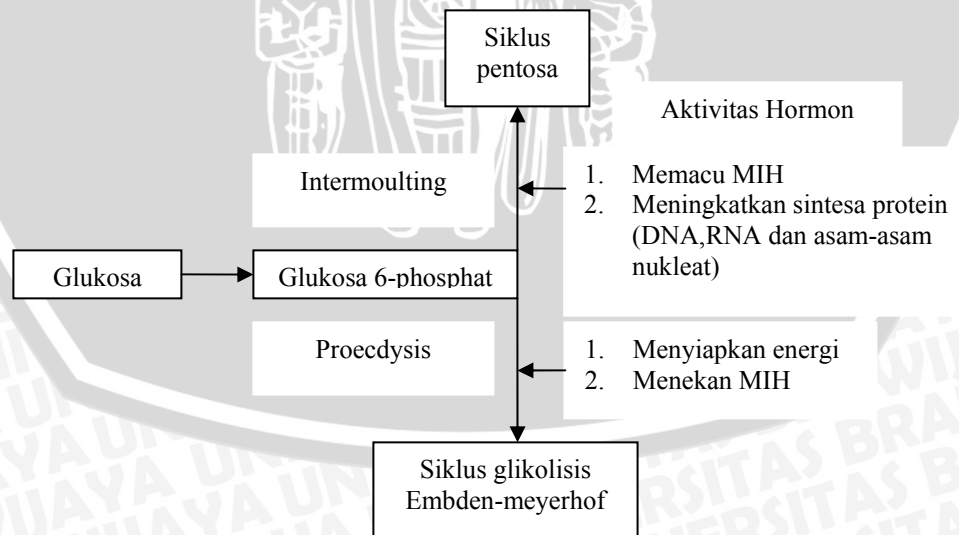 Siklus
pentosa
Aktivitas Hormon
Intermoulting
1. Memacu MIH
2. Meningkatkan sintesa protein
(DNA,RNA dan asam-asam
nukleat)
Glukosa
Glukosa 6-phosphat
Proecdysis
1. Menyiapkan energi
2. Menekan MIH
Siklus glikolisis
Embden-meyerhof